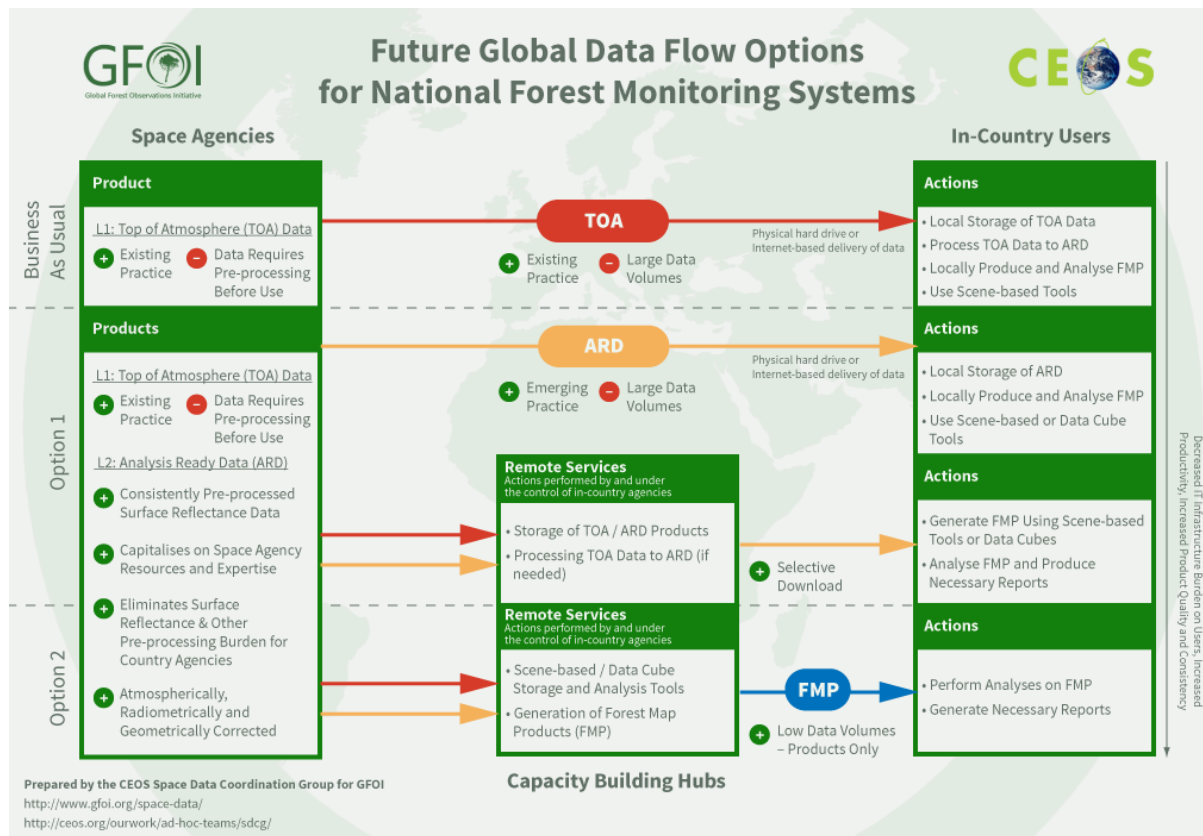 GFOI
Global Forest Observations Initiative
Future Global Data Flow Options
for National Forest Monitoring Systems
CEOS
Space Agencies
In-Country Users
Business
As Usual
Product
L1: Top of Atmosphere (TOA) Data
+ Existing
Practice
- Data Requires
Pre-processing
Before Use
TOA
+ Existing
Practice
- Large Data
Volumes
Physical hard drive or
Internet-based delivery of data
Actions
• Local Storage of TOA Data
• Process TOA Data to ARD
• Locally Produce and Analyse FMP
• Use Scene-based Tools
Option 1
Products
L1: Top of Atmosphere (TOA) Data
+ Existing
Practice
- Data Requires
Pre-processing
Before Use
L2: Analysis Ready Data (ARD)
+ Consistently Pre-processed
Surface Reflectance Data
+ Capitalises on Space Agency
Resources and Expertise
+ Eliminates Surface
Reflectance & Other
Pre-processing Burden for
Country Agencies
+ Atmospherically,
Radiometrically and
Geometrically Corrected
ARD
+ Emerging
Practice
- Large Data
Volumes
Physical hard drive or
Internet-based delivery of data
Actions
• Local Storage of ARD
• Locally Produce and Analyse FMP
• Use Scene-based or Data Cube
Tools
Remote Services
Actions performed by and under
the control of in-country agencies
• Storage of TOA / ARD Products
• Processing TOA Data to ARD (if
needed)
+ Selective
Download
Actions
• Generate FMP Using Scene-based
Tools or Data Cubes
• Analyse FMP and Produce
Necessary Reports
Option 2
Remote Services
Actions performed by and under
the control of in-country agencies
• Scene-based / Data Cube
Storage and Analysis Tools
• Generation of Forest Map
Products (FMP)
FMP
+ Low Data Volumes
– Products Only
Actions
• Perform Analyses on FMP
• Generate Necessary Reports
Decreased IT Infrastructure Burden on Users, Increased
Productivity, Increased Product Quality and Consistency
Capacity Building Hubs
Prepared by the CEOS Space Data Coordination Group for GFOI
http://www.gfoi.org/space-data/
http://ceos.org/ourwork/ad-hoc-teams/sdcg/